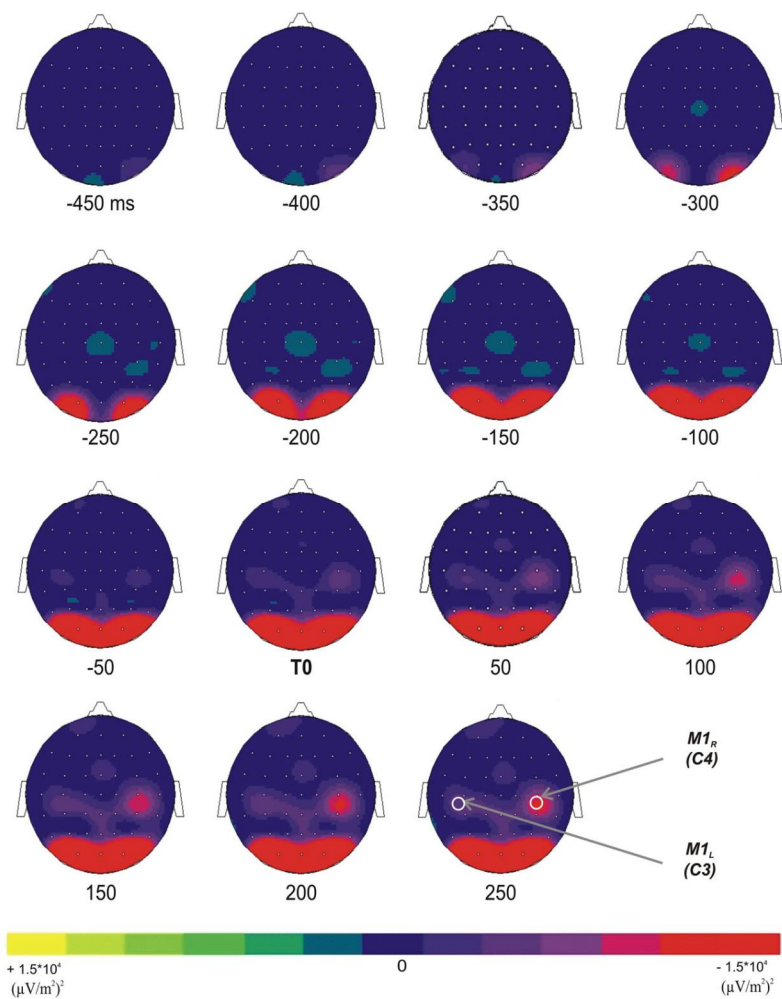 -450 ms -400 -350 -300
-250 -200 -150 -100
-50 T0 50 100
M1R
(C4)
M1L
(C3)
150 200 250
+ 1.5*10⁴ 0 - 1.5*10⁴
(µV/m²)² (µV/m²)²